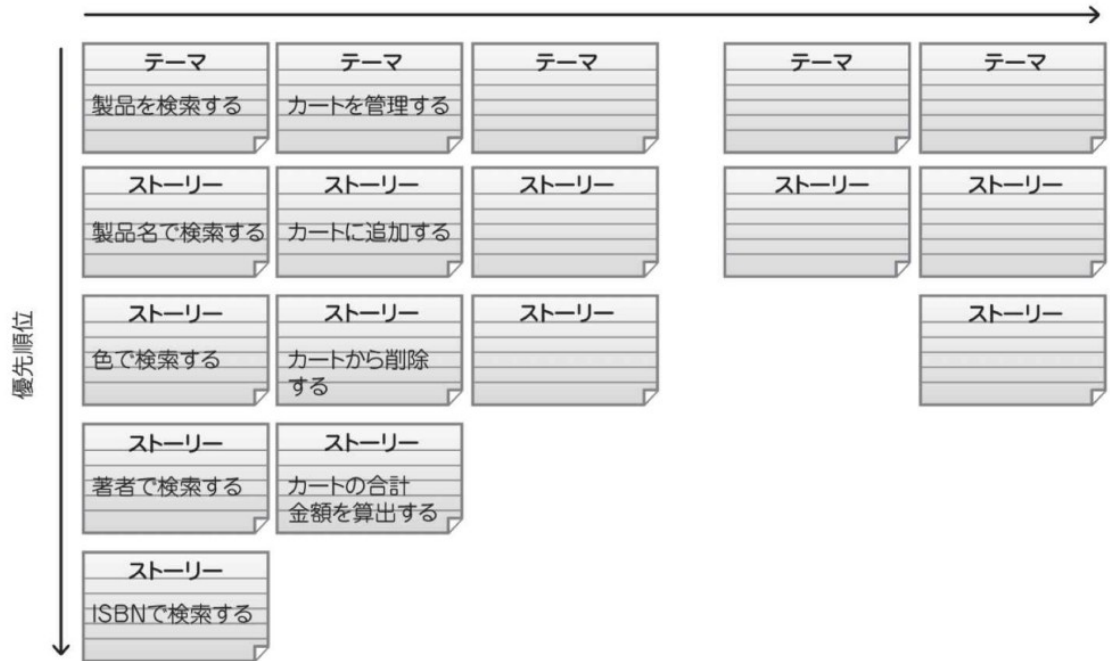 テーマ
製品を検索する
テーマ
カートを管理する
テーマ
テーマ
テーマ
ストーリー
製品名で検索する
ストーリー
カートに追加する
ストーリー
ストーリー
ストーリー
優先順位
ストーリー
色で検索する
ストーリー
カートから削除
する
ストーリー
ストーリー
ストーリー
著者で検索する
ストーリー
カートの合計
金額を算出する
ストーリー
ISBNで検索する